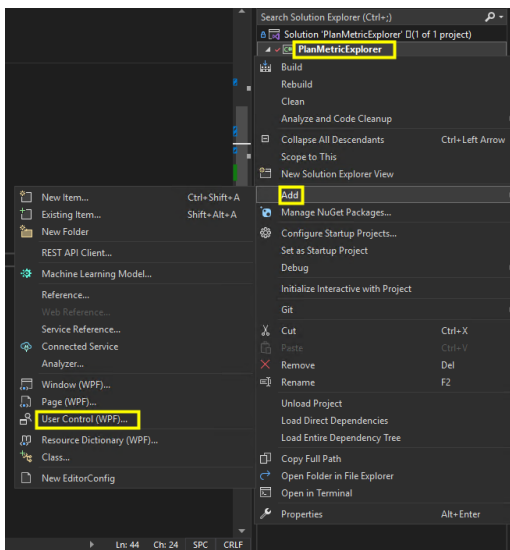 Search Solution Explorer (Ctrl+;)
Solution 'PlanMetricExplorer' (1 of 1 project)
PlanMetricExplorer
Build
Rebuild
Clean
Analyze and Code Cleanup
Collapse All Descendants Ctrl+Left Arrow
Scope to This
New Solution Explorer View
Add
Manage NuGet Packages...
Configure Startup Projects...
Set as Startup Project
Debug
Initialize Interactive with Project
Git
Cut Ctrl+X
Paste Ctrl+V
Remove Del
Rename F2
Unload Project
Load Direct Dependencies
Load Entire Dependency Tree
Copy Full Path
Open Folder in File Explorer
Open in Terminal
Properties Alt+Enter
New Item... Ctrl+Shift+A
Existing Item... Shift+Alt+A
New Folder
REST API Client...
Machine Learning Model...
Reference...
Web Reference...
Service Reference...
Connected Service
Analyzer...
Window (WPF)...
Page (WPF)...
User Control (WPF)...
Resource Dictionary (WPF)...
Class...
New EditorConfig
Ln: 44 Ch: 24 SPC CRLF